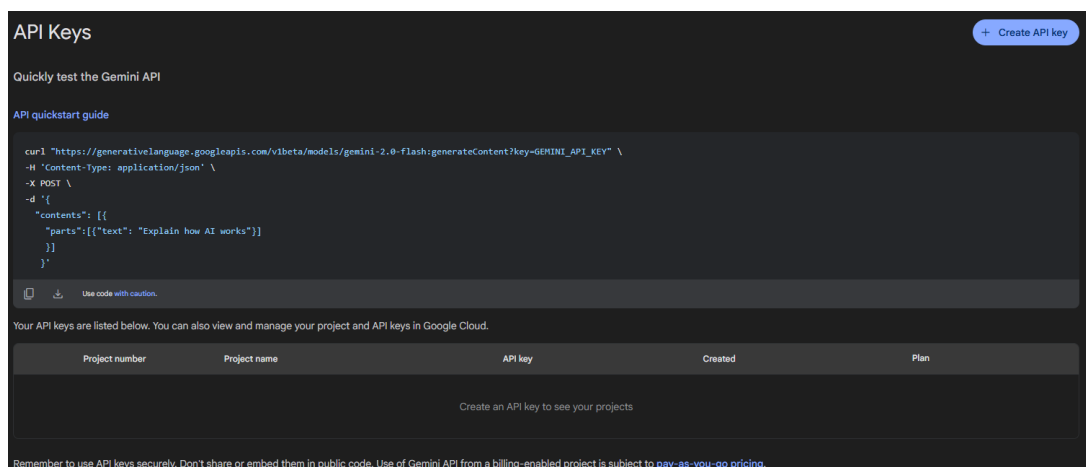 API Keys
+ Create API key
Quickly test the Gemini API
API quickstart guide
curl "https://generativelanguage.googleapis.com/v1beta/models/gemini-2.0-flash:generateContent?key=GEMINI_API_KEY" \
-H 'Content-Type: application/json' \
-X POST \
-d '{
"contents": [{
"parts":[{"text": "Explain how AI works"}]
}]
}'
Use code with caution.
Your API keys are listed below. You can also view and manage your project and API keys in Google Cloud.
Project number Project name API key Created Plan
Create an API key to see your projects
Remember to use API keys securely. Don't share or embed them in public code. Use of Gemini API from a billing-enabled project is subject to pay-as-you-go pricing.